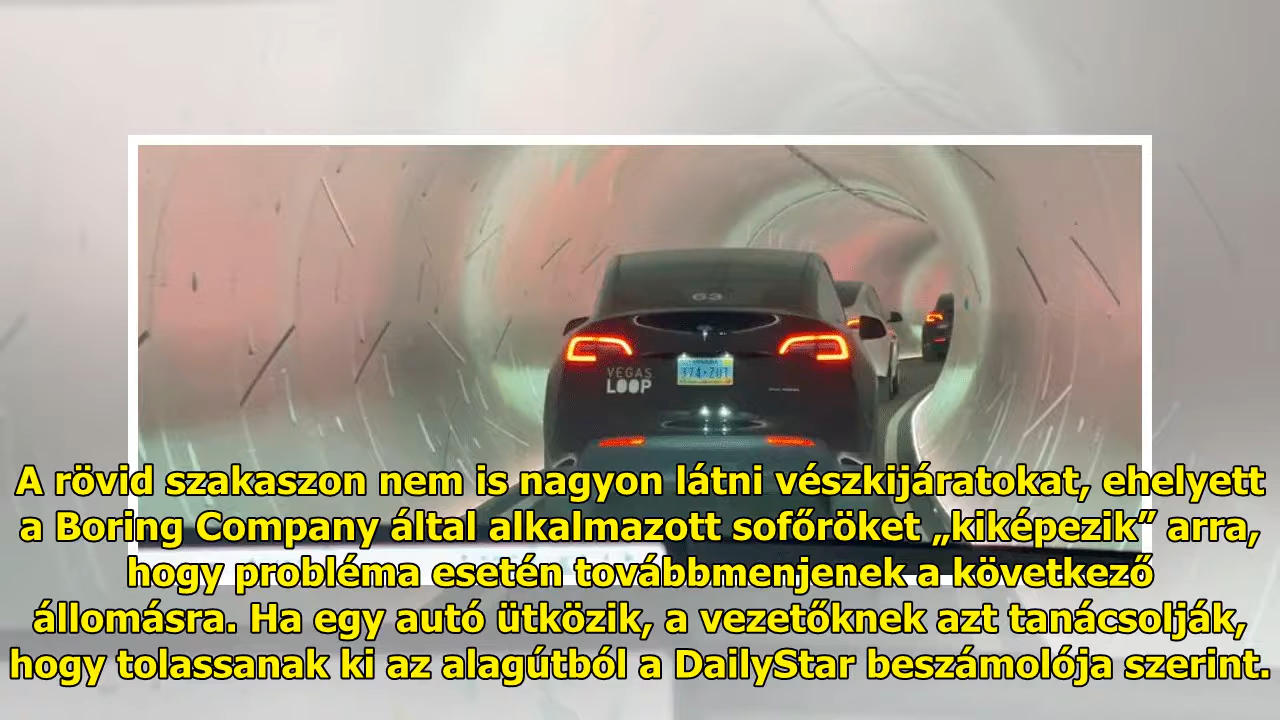 63
VEGAS
LOOP
A rövid szakaszon nem is nagyon látni vészkijáratokat, ehelyett
a Boring Company által alkalmazott sofőröket „kiképezik” arra,
hogy probléma esetén továbbmenjenek a következő
állomásra. Ha egy autó ütközik, a vezetőknek azt tanácsolják,
hogy tolassanak ki az alagútból a DailyStar beszámolója szerint.